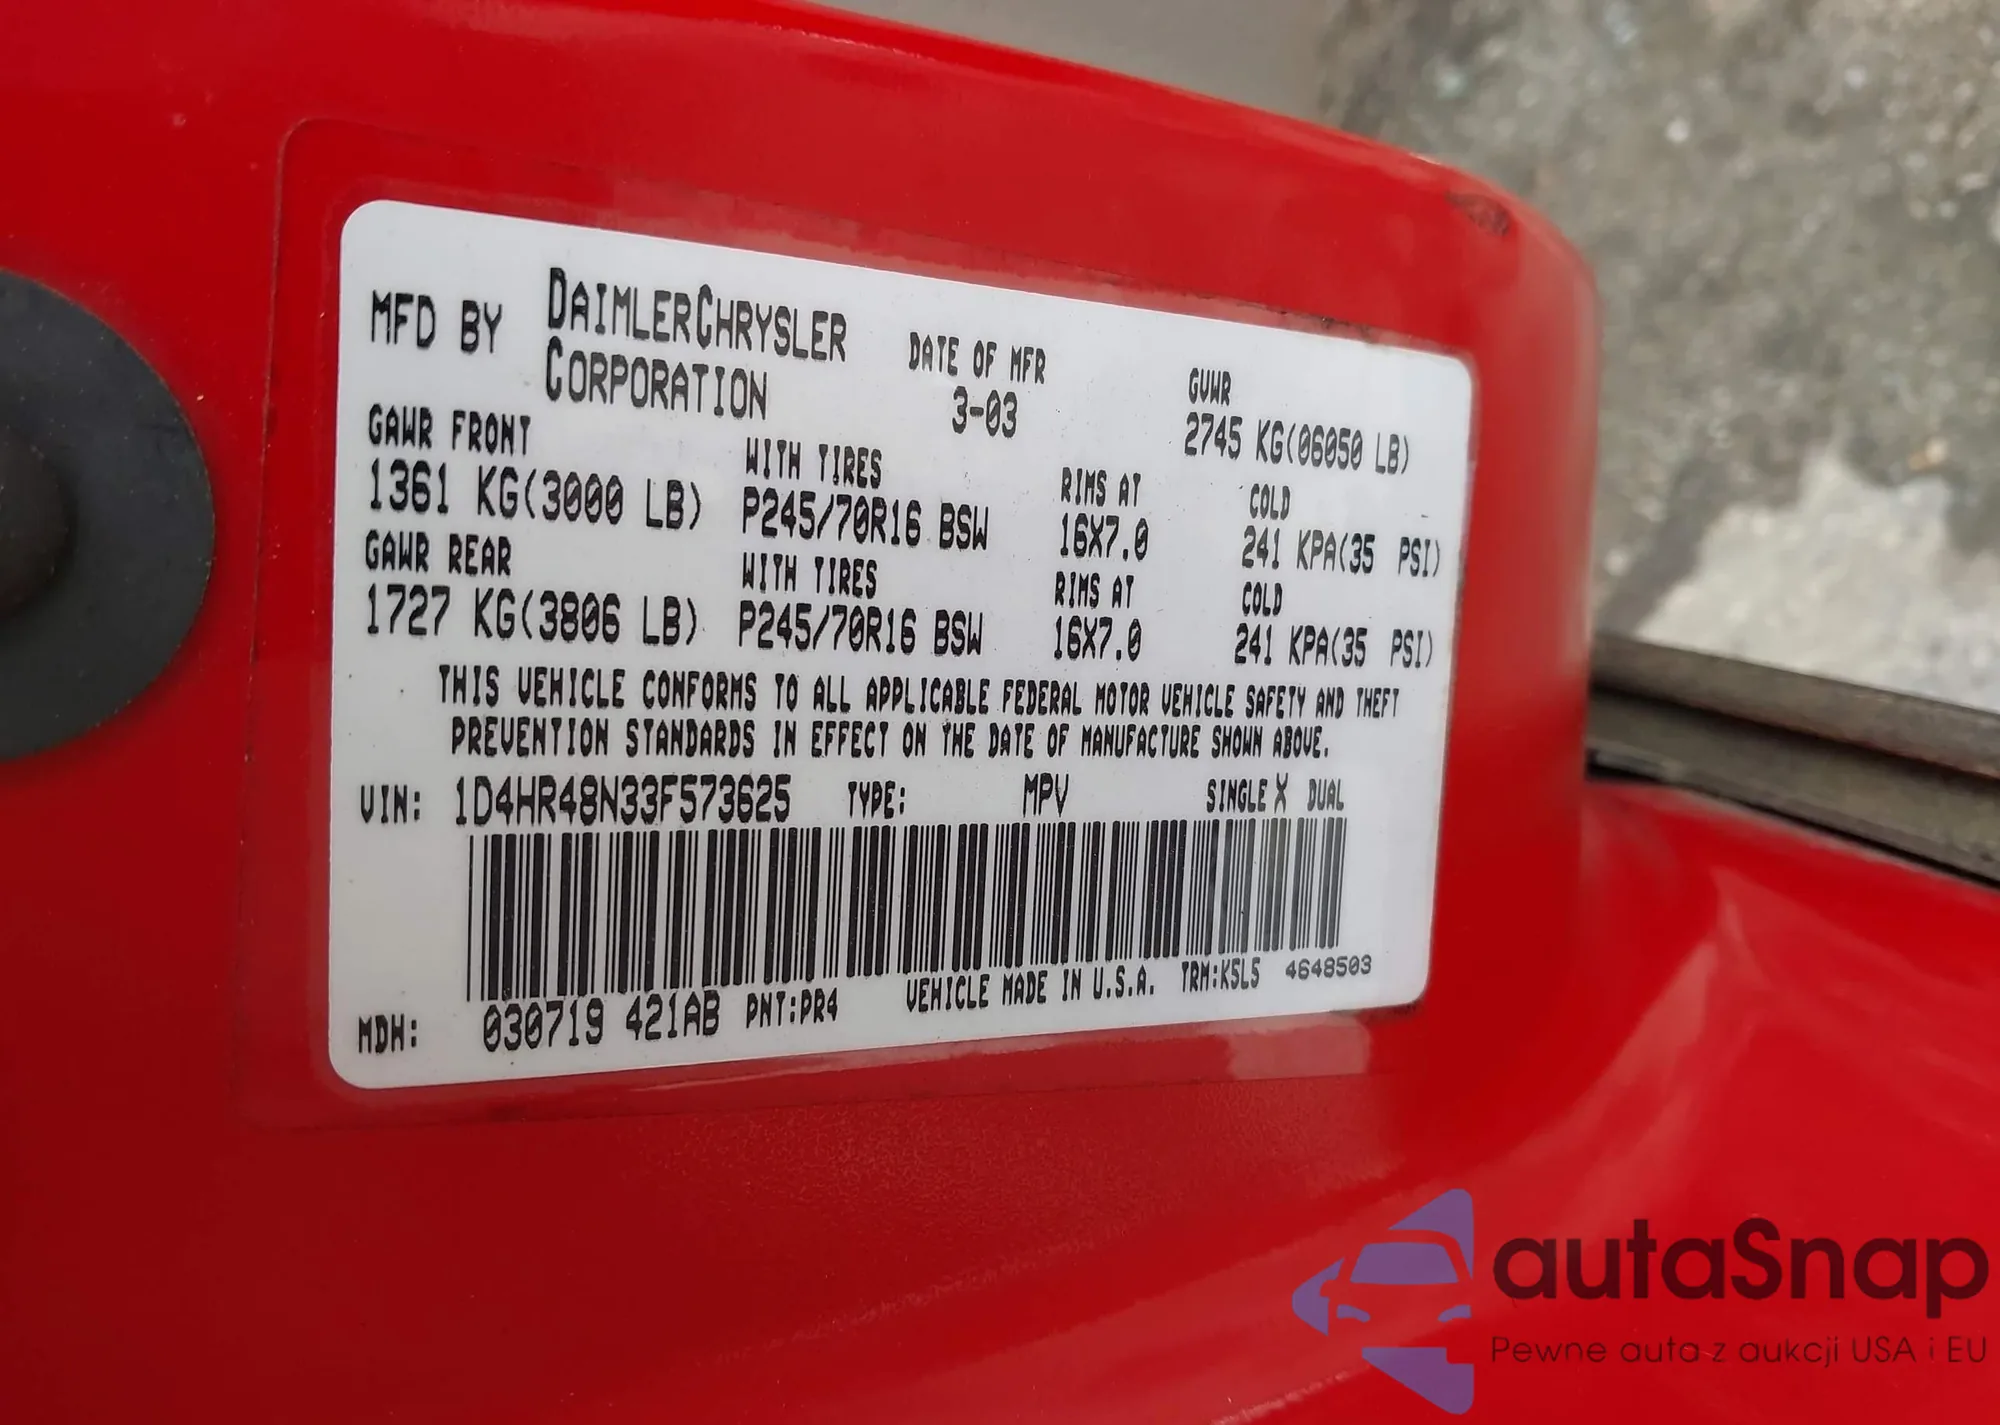 MFD BY DAIMLERCHRYSLER CORPORATION DATE OF MFR 3-03 GVWR 2745 KG(06050 LB)
GAWR FRONT WITH TIRES RIMS AT COLD
1361 KG(3000 LB) P245/70R16 BSW 16X7.0 241 KPA(35 PSI)
GAWR REAR WITH TIRES RIMS AT COLD
1727 KG(3806 LB) P245/70R16 BSW 16X7.0 241 KPA(35 PSI)
THIS VEHICLE CONFORMS TO ALL APPLICABLE FEDERAL MOTOR VEHICLE SAFETY AND THEFT
PREVENTION STANDARDS IN EFFECT ON THE DATE OF MANUFACTURE SHOWN ABOVE.
VIN: 1D4HR48N33F573625 TYPE: MPV SINGLE X DUAL
MDH: 030719 421AB PNT:PR4 VEHICLE MADE IN U.S.A. TRM:K5L5 4648503
autaSnap
Pewne auta z aukcji USA i EU